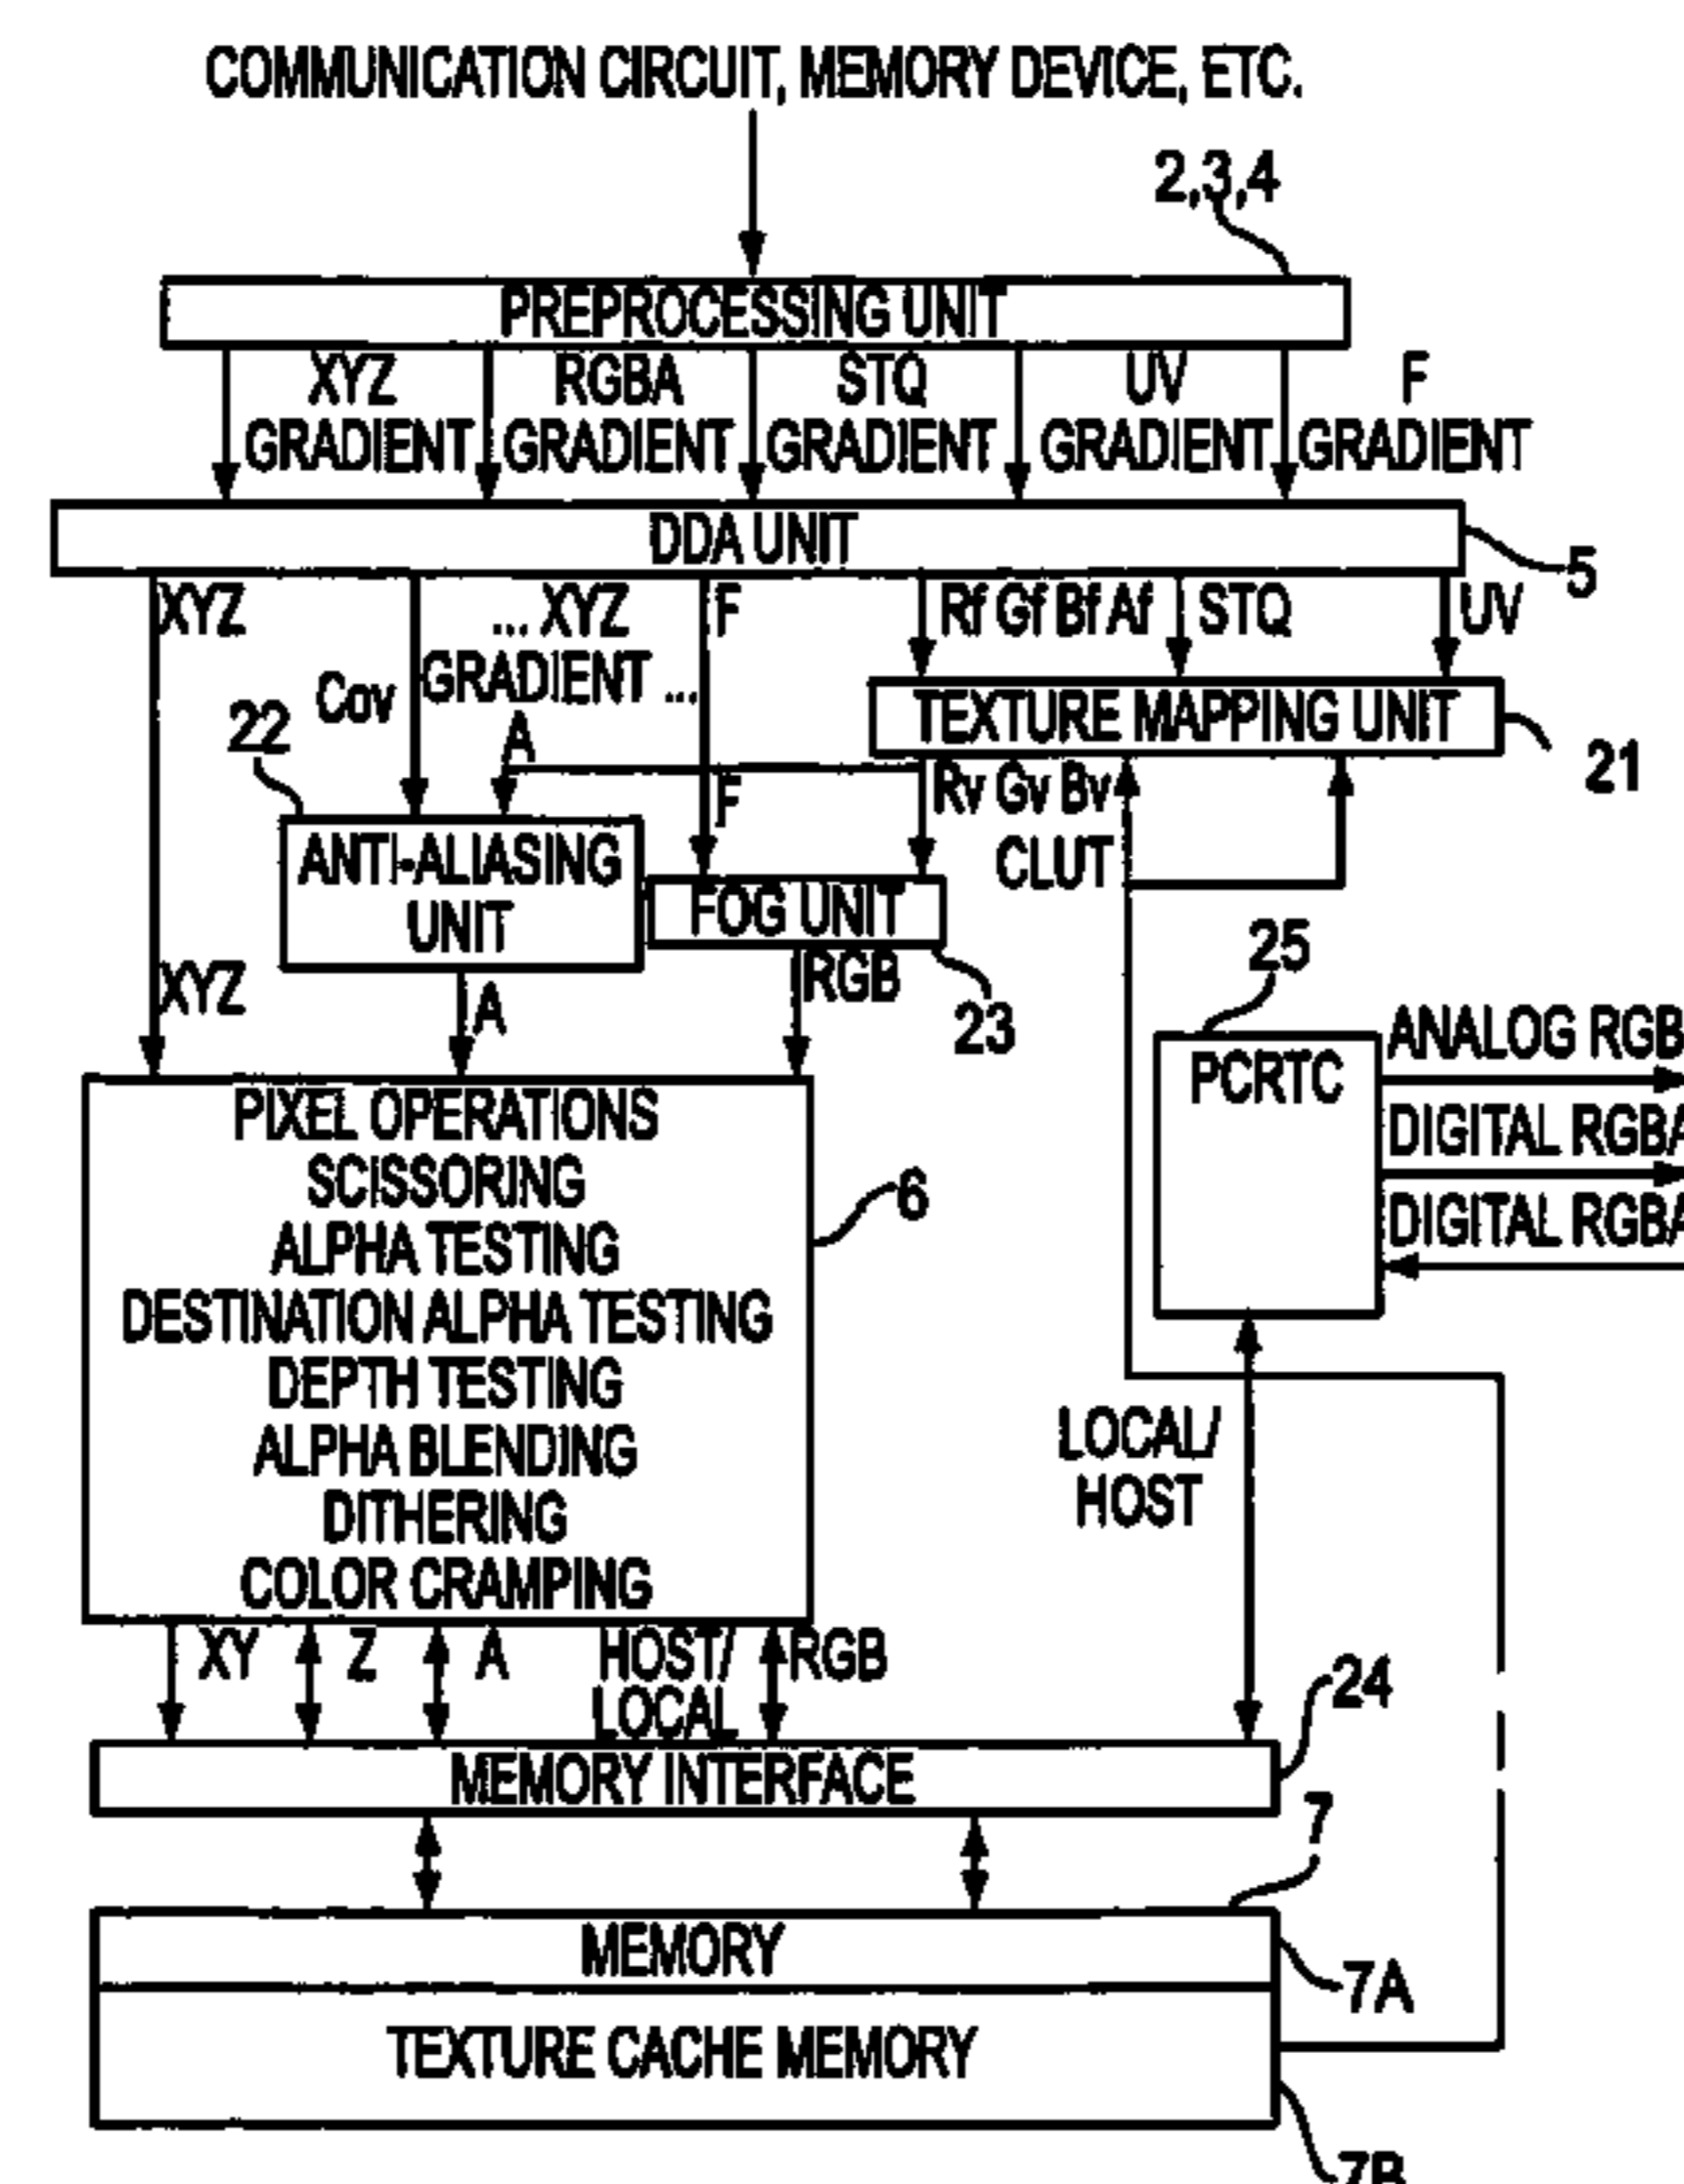 COMMUNICATION CIRCUIT, MEMORY DEVICE, ETC.
2,3,4
PREPROCESSING UNIT
XYZ GRADIENT
RGBA GRADIENT
STQ GRADIENT
UV GRADIENT
F GRADIENT
DDA UNIT
5
XYZ
Cov
... XYZ
GRADIENT ...
F
Rf Gf Bf Af
STQ
UV
TEXTURE MAPPING UNIT
21
22
A
F
Rv Gv Bv
CLUT
ANTI-ALIASING
UNIT
FOG UNIT
23
XYZ
A
RGB
25
PCRTC
ANALOG RGB
DIGITAL RGBA
DIGITAL RGBA
PIXEL OPERATIONS
SCISSORING
ALPHA TESTING
DESTINATION ALPHA TESTING
DEPTH TESTING
ALPHA BLENDING
DITHERING
COLOR CRAMPING
6
LOCAL/
HOST
XY
Z
A
HOST/
LOCAL
RGB
24
MEMORY INTERFACE
7
MEMORY
7A
TEXTURE CACHE MEMORY
7B